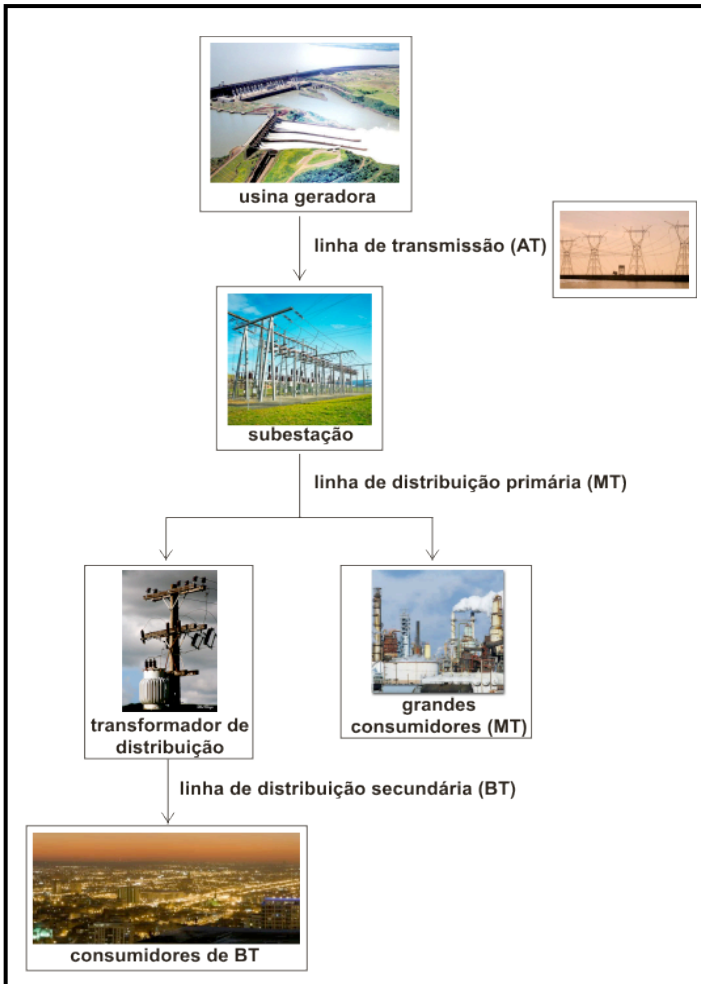 usina geradora
linha de transmissão (AT)
subestação
linha de distribuição primária (MT)
transformador de
distribuição
grandes
consumidores (MT)
linha de distribuição secundária (BT)
consumidores de BT